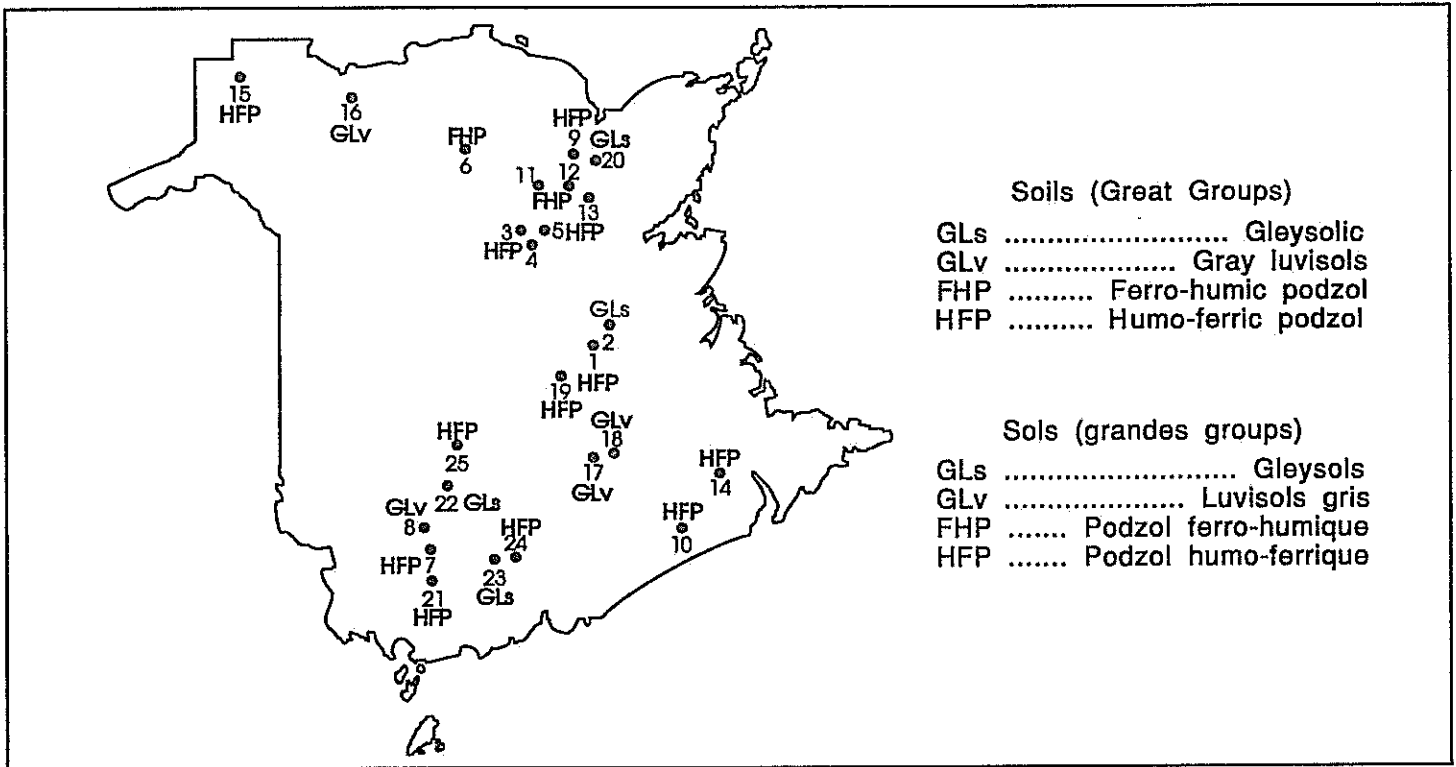 15
HFP
16
GLv
FHP
6
HFP
9
GLs
20
11
12
FHP
13
3
5 HFP
HFP
4
GLs
2
1
HFP
19
HFP
GLv
18
17
GLv
HFP
25
22 GLs
GLv
8
HFP 7
21
HFP
HFP
24
23
GLs
HFP
14
HFP
10
Soils (Great Groups)
GLs .......................... Gleysolic
GLv .................... Gray luvisols
FHP .......... Ferro-humic podzol
HFP .......... Humo-ferric podzol
Sols (grandes groups)
GLs .......................... Gleysols
GLv ..................... Luvisols gris
FHP ....... Podzol ferro-humique
HFP ....... Podzol humo-ferrique